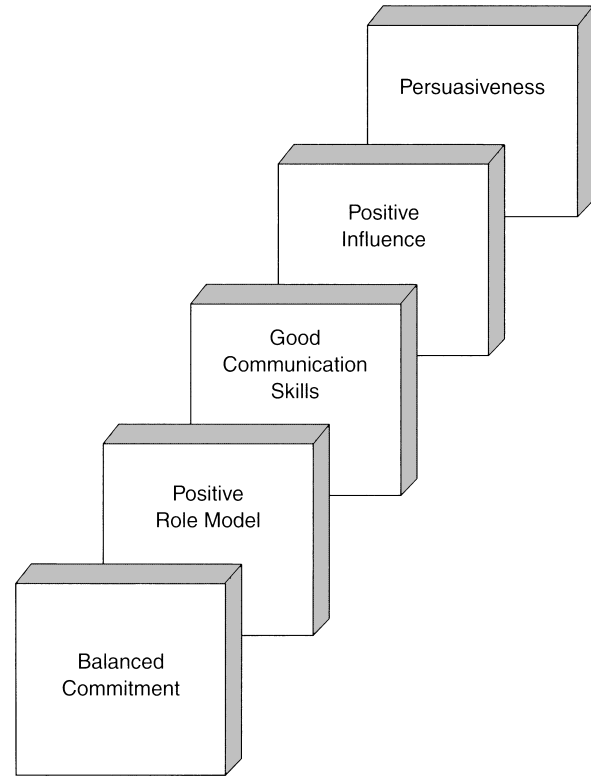 Persuasiveness
Positive
Influence
Good
Communication
Skills
Positive
Role Model
Balanced
Commitment